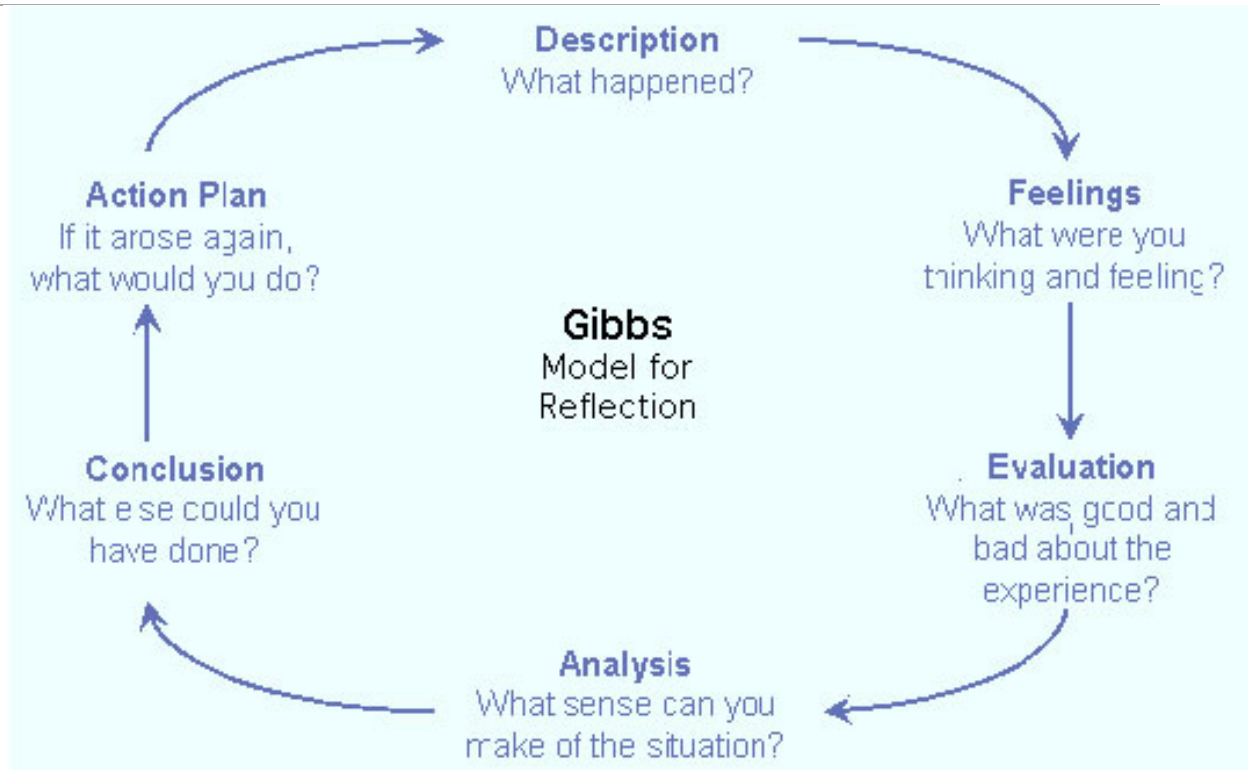 Description
What happened?
Feelings
What were you
thinking and feeling?
Evaluation
What was good and
bad about the
experience?
Analysis
What sense can you
make of the situation?
Conclusion
What else could you
have done?
Action Plan
If it arose again,
what would you do?
Gibbs
Model for
Reflection